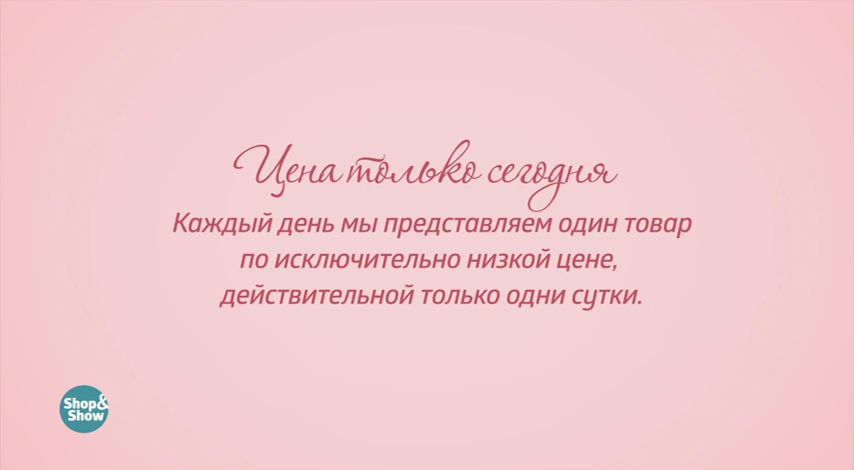 Цена только сегодня
Каждый день мы представляем один товар
по исключительно низкой цене,
действительной только одни сутки.
Shop&
Show